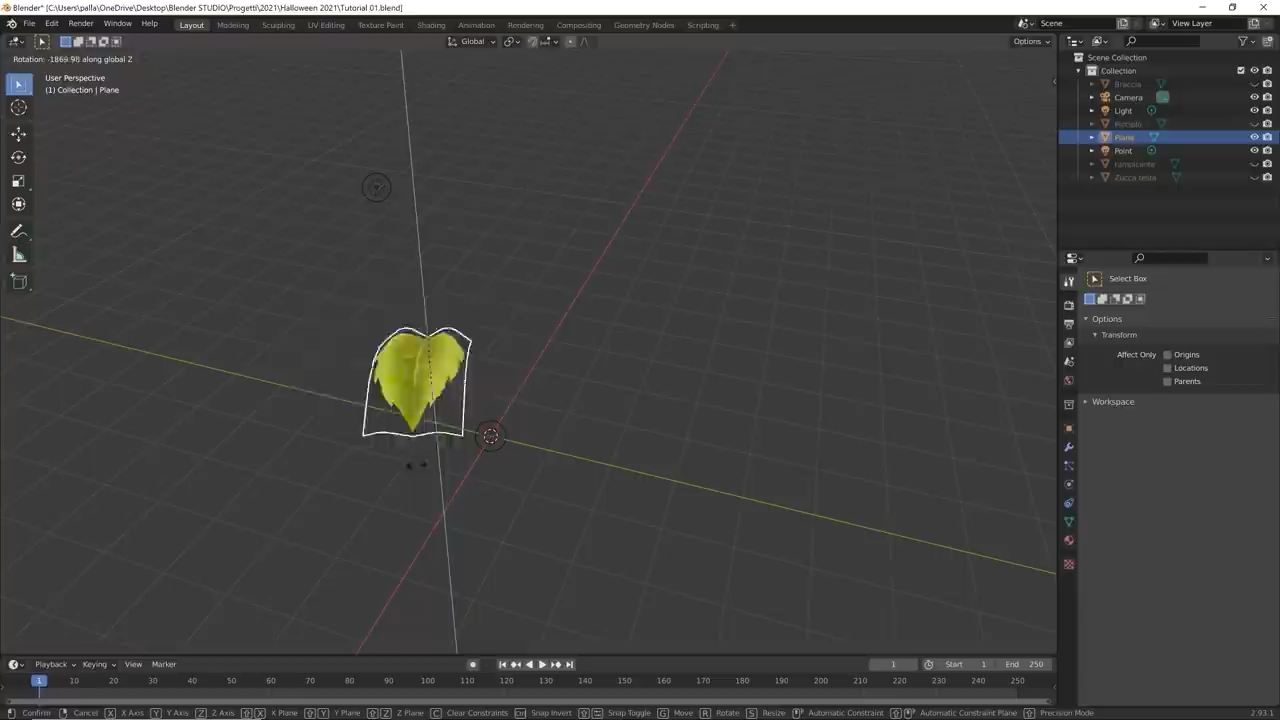 Blender* [C:\Users\palla\OneDrive\Desktop\Blender STUDIO\Progetti\2021\Halloween 2021\Tutorial 01.blend]
File Edit Render Window Help Layout Modeling Sculpting UV Editing Texture Paint Shading Animation Rendering Compositing Geometry Nodes Scripting + Scene View Layer
Global Options
Rotation: -1869.98 along global Z
User Perspective
(1) Collection | Plane
Scene Collection
Collection
Braccia
Camera
Light
Picciolo
Plane
Point
rampicante
Zucca testa
Select Box
Options
Transform
Affect Only Origins
Locations
Parents
Workspace
Playback Keying View Marker 1 Start 1 End 250
1 10 20 30 40 50 60 70 80 90 100 110 120 130 140 150 160 170 180 190 200 210 220 230 240 250
Confirm Cancel X X Axis Y Y Axis Z Z Axis X X Plane Y Y Plane Z Z Plane C Clear Constraints Snap Invert Snap Toggle G Move R Rotate S Resize Automatic Constraint Automatic Constraint Plane Precision Mode 2.93.1